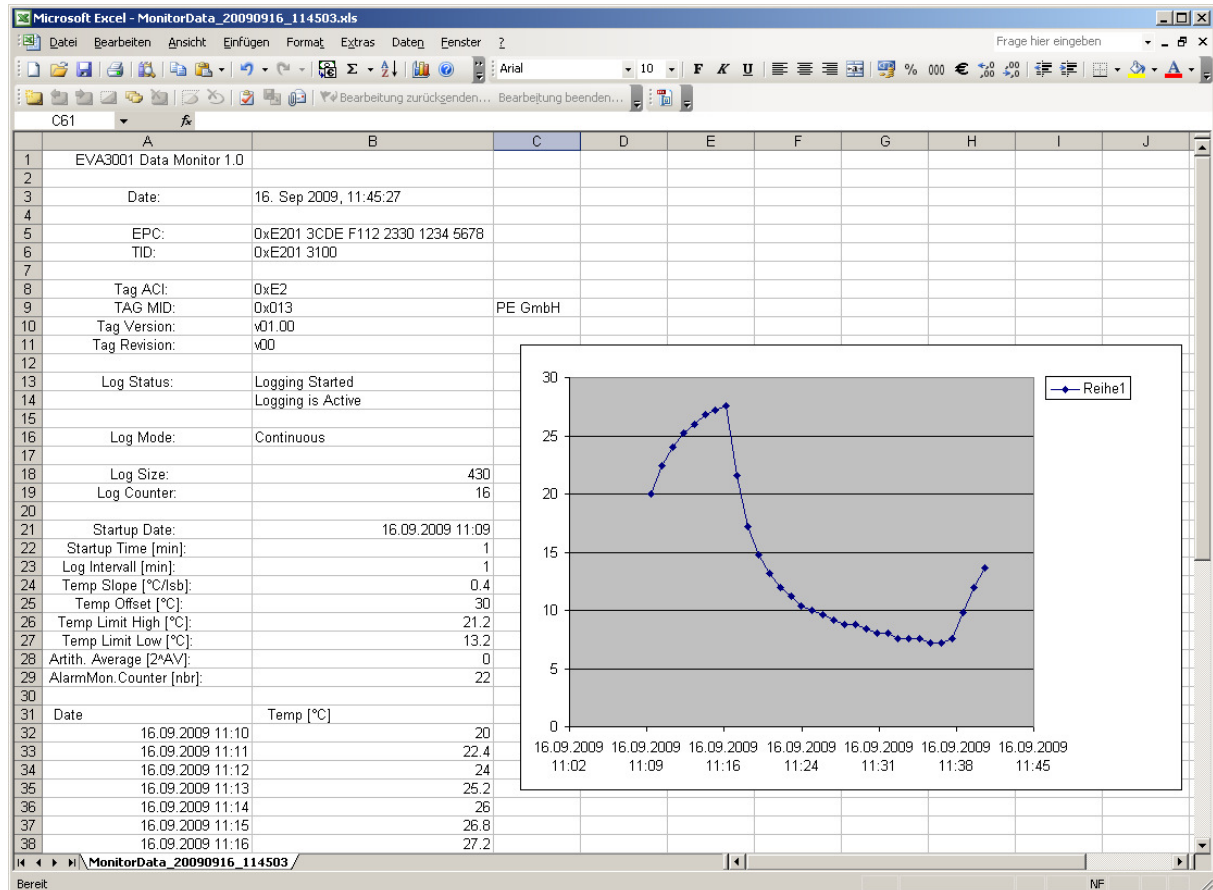 Microsoft Excel - MonitorData_20090916_114503.xls
Datei Bearbeiten Ansicht Einfügen Format Extras Daten Fenster ? Frage hier eingeben
Arial 10 F K U % 000 €
Bearbeitung zurücksenden... Bearbeitung beenden...
C61 fx
A B C D E F G H I J
1 EVA3001 Data Monitor 1.0
2
3 Date: 16. Sep 2009, 11:45:27
4
5 EPC: 0xE201 3CDE F112 2330 1234 5678
6 TID: 0xE201 3100
7
8 Tag ACI: 0xE2
9 TAG MID: 0x013 PE GmbH
10 Tag Version: v01.00
11 Tag Revision: v00
12
13 Log Status: Logging Started
14 Logging is Active
15
16 Log Mode: Continuous
17
18 Log Size: 430
19 Log Counter: 16
20
21 Startup Date: 16.09.2009 11:09
22 Startup Time [min]: 1
23 Log Intervall [min]: 1
24 Temp Slope [°C/lsb]: 0.4
25 Temp Offset [°C]: 30
26 Temp Limit High [°C]: 21.2
27 Temp Limit Low [°C]: 13.2
28 Artith. Average [2^AV]: 0
29 AlarmMon.Counter [nbr]: 22
30
31 Date Temp [°C]
32 16.09.2009 11:10 20
33 16.09.2009 11:11 22.4
34 16.09.2009 11:12 24
35 16.09.2009 11:13 25.2
36 16.09.2009 11:14 26
37 16.09.2009 11:15 26.8
38 16.09.2009 11:16 27.2
30
25
20
15
10
5
0
16.09.2009 16.09.2009 16.09.2009 16.09.2009 16.09.2009 16.09.2009 16.09.2009
11:02 11:09 11:16 11:24 11:31 11:38 11:45
Reihe1
MonitorData_20090916_114503
Bereit NF